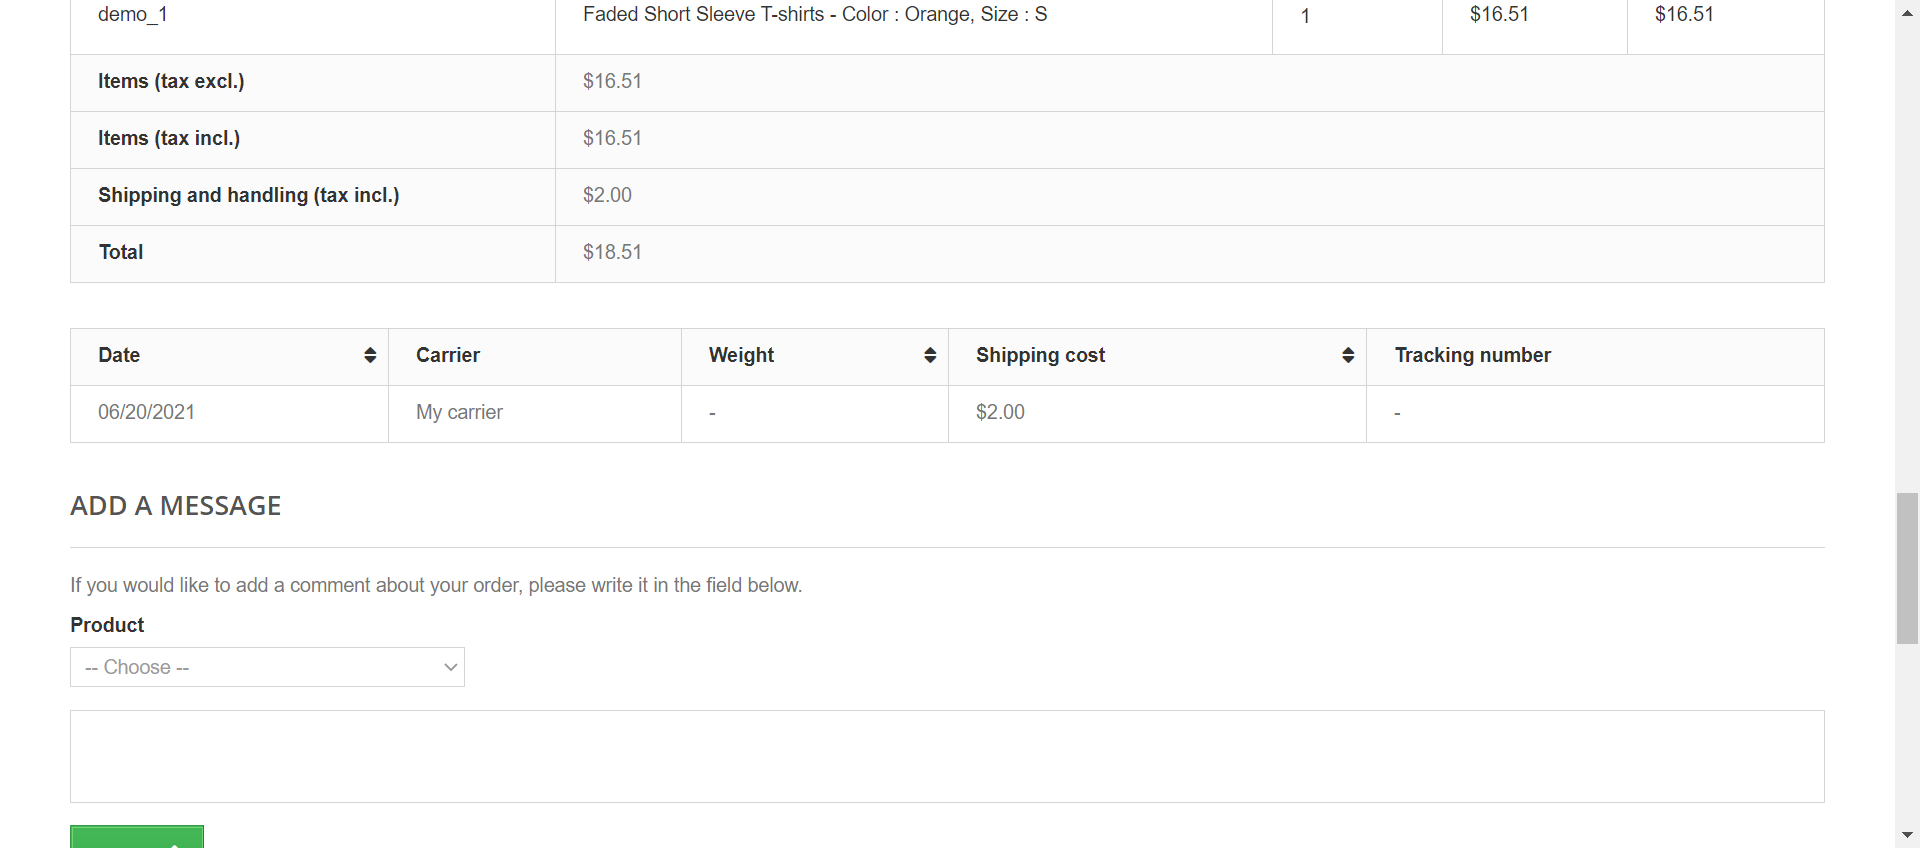 demo_1 Faded Short Sleeve T-shirts - Color : Orange, Size : S 1 $16.51 $16.51
Items (tax excl.) $16.51
Items (tax incl.) $16.51
Shipping and handling (tax incl.) $2.00
Total $18.51
Date Carrier Weight Shipping cost Tracking number
06/20/2021 My carrier - $2.00 -
ADD A MESSAGE
If you would like to add a comment about your order, please write it in the field below.
Product
-- Choose --